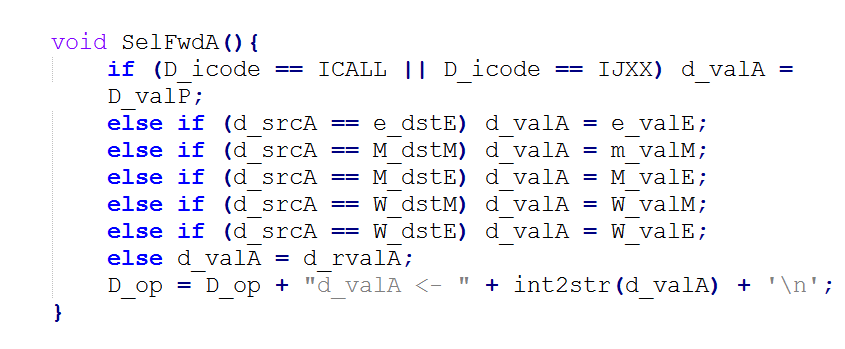 void SelFwdA(){
if (D_icode == ICALL || D_icode == IJXX) d_valA =
D_valP;
else if (d_srcA == e_dstE) d_valA = e_valE;
else if (d_srcA == M_dstM) d_valA = m_valM;
else if (d_srcA == M_dstE) d_valA = M_valE;
else if (d_srcA == W_dstM) d_valA = W_valM;
else if (d_srcA == W_dstE) d_valA = W_valE;
else d_valA = d_rvalA;
D_op = D_op + "d_valA <- " + int2str(d_valA) + '\n';
}